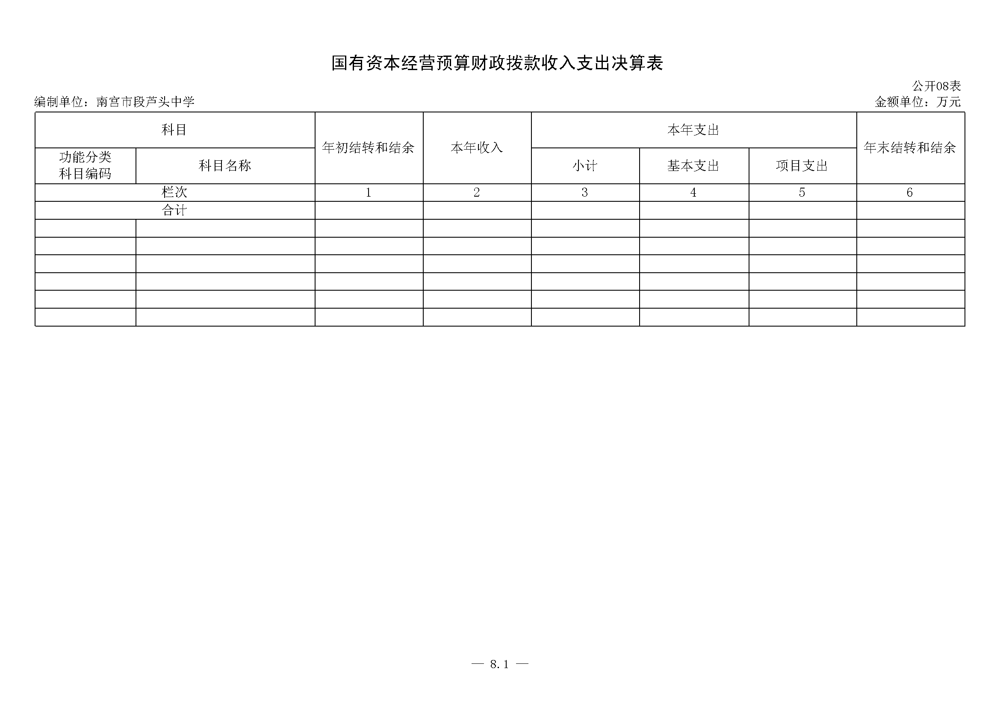 国有资本经营预算财政拨款收入支出决算表
公开08表
编制单位：南宫市段芦头中学 金额单位：万元
科目 年初结转和结余 本年收入 本年支出 年末结转和结余
功能分类
科目编码 科目名称 小计 基本支出 项目支出
栏次 1 2 3 4 5 6
合计
— 8.1 —